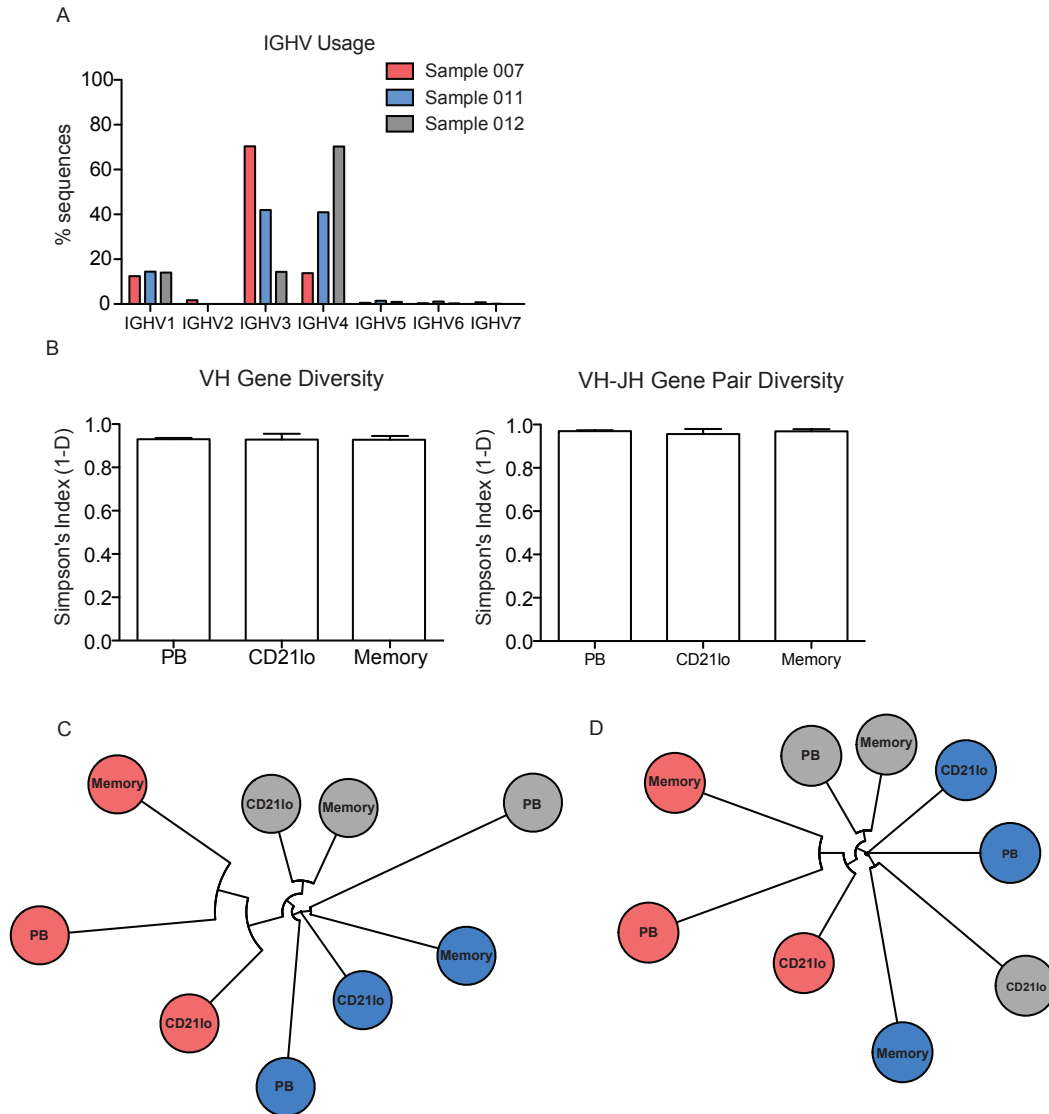 A
IGHV Usage
Sample 007
Sample 011
Sample 012
% sequences
100
80
60
40
20
0
IGHV1 IGHV2 IGHV3 IGHV4 IGHV5 IGHV6 IGHV7
B
VH Gene Diversity
Simpson's Index (1-D)
1.0
0.8
0.6
0.4
0.2
0.0
PB CD21lo Memory
VH-JH Gene Pair Diversity
Simpson's Index (1-D)
1.0
0.8
0.6
0.4
0.2
0.0
PB CD21lo Memory
C
Memory
CD21lo
Memory
PB
PB
Memory
CD21lo
CD21lo
PB
D
PB
Memory
Memory
CD21lo
PB
PB
CD21lo
CD21lo
Memory